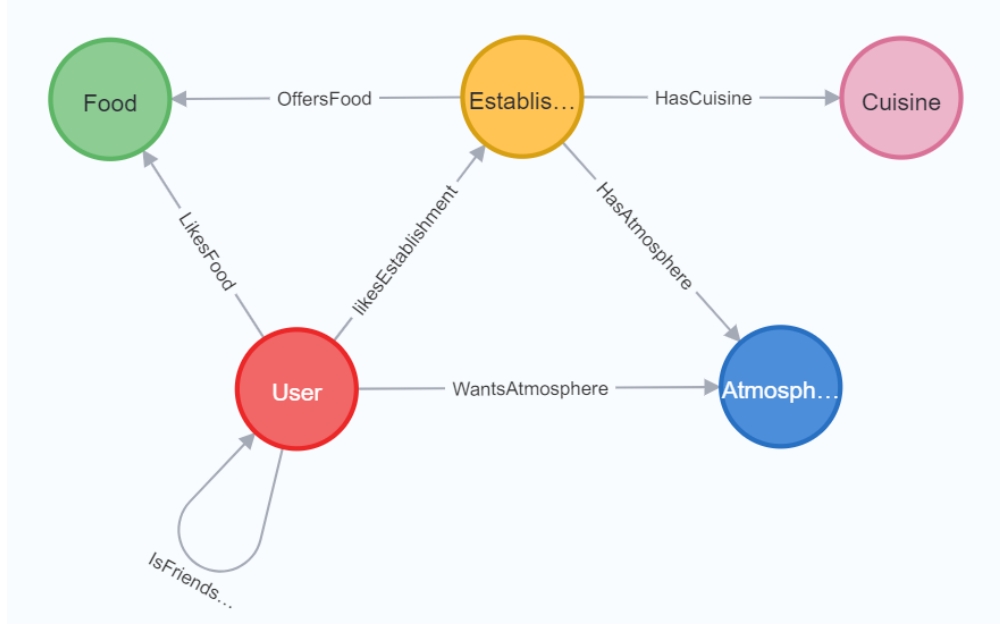 Food
OffersFood
Establis...
HasCuisine
Cuisine
LikesFood
likesEstablishment
HasAtmosphere
User
WantsAtmosphere
Atmosph...
IsFriends...